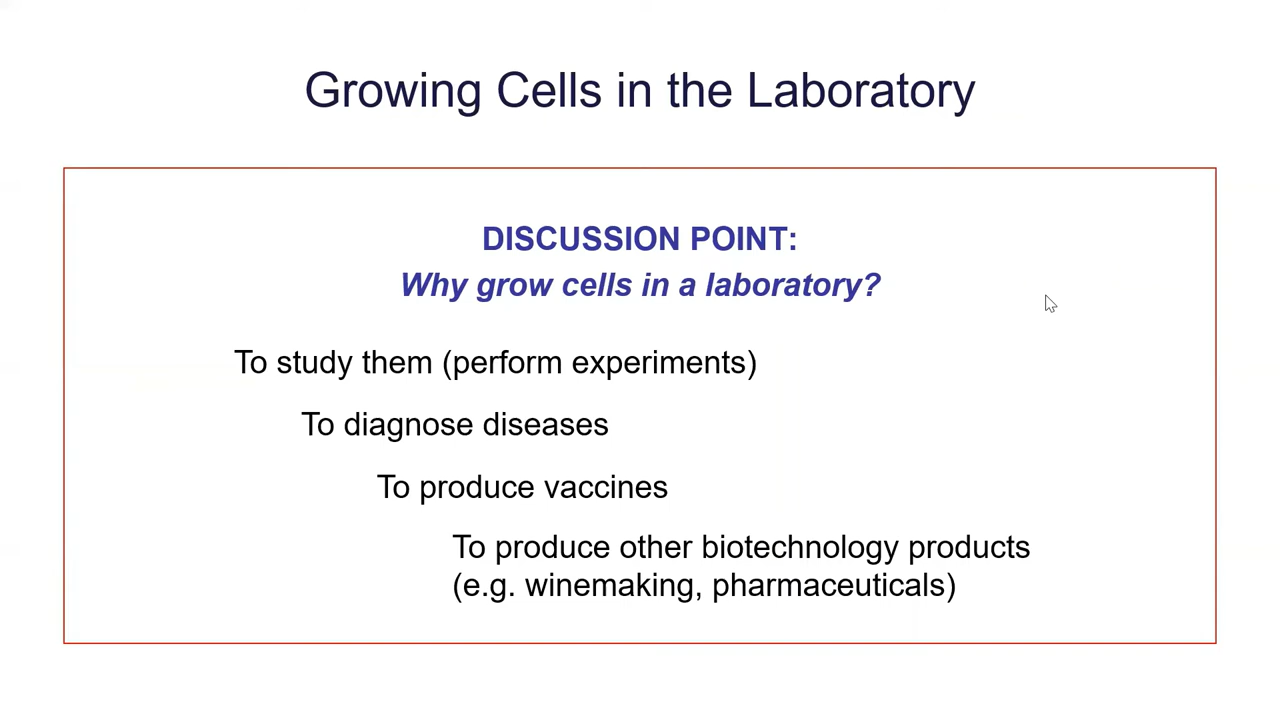 Growing Cells in the Laboratory
DISCUSSION POINT:
Why grow cells in a laboratory?
To study them (perform experiments)
To diagnose diseases
To produce vaccines
To produce other biotechnology products
(e.g. winemaking, pharmaceuticals)